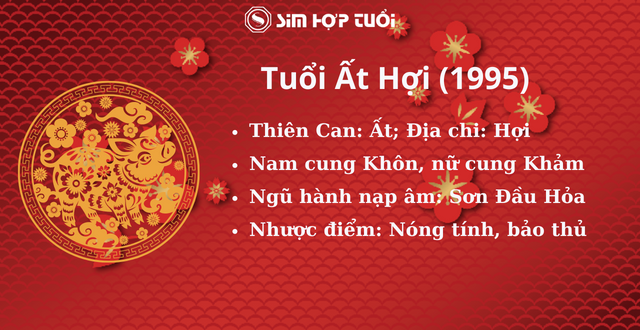 SIM HỢP TUỔI
Tuổi Ất Hợi (1995)
• Thiên Can: Ất; Địa chi: Hợi
• Nam cung Khôn, nữ cung Khảm
• Ngũ hành nạp âm: Sơn Đầu Hỏa
• Nhược điểm: Nóng tính, bảo thủ